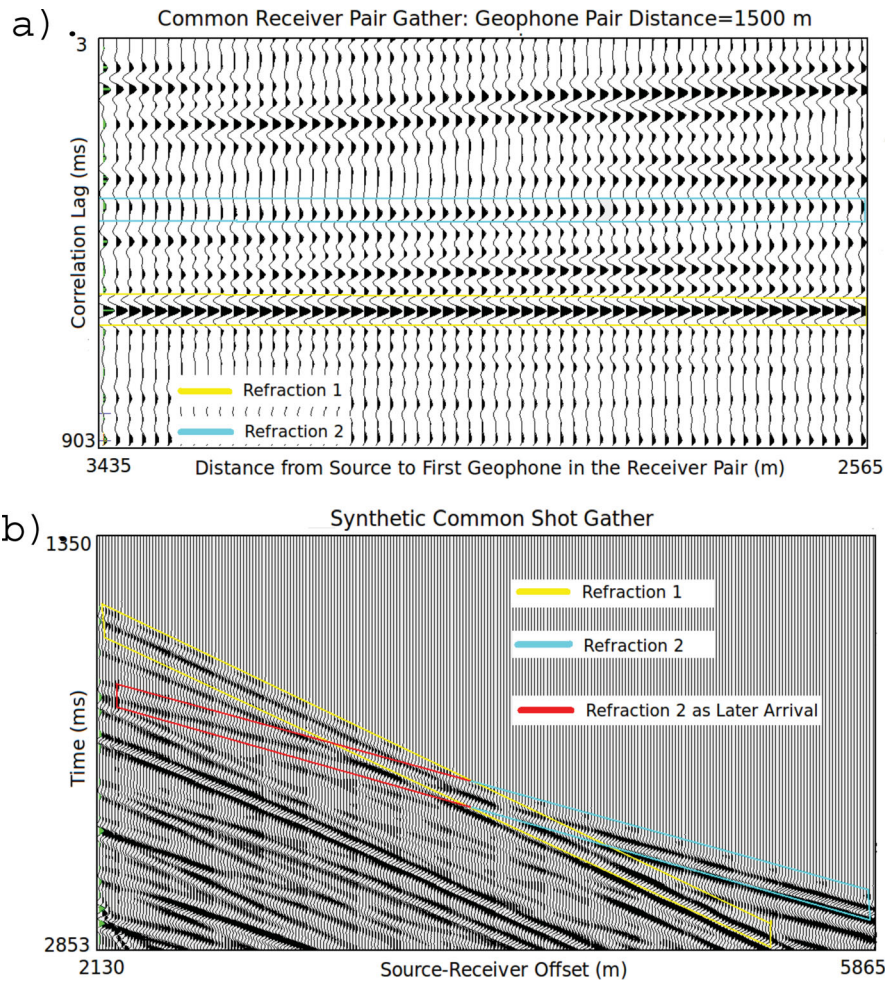 a)
Common Receiver Pair Gather: Geophone Pair Distance=1500 m
3
Correlation Lag (ms)
Refraction 1
Refraction 2
903
3435
Distance from Source to First Geophone in the Receiver Pair (m)
2565
b)
Synthetic Common Shot Gather
1350
Refraction 1
Refraction 2
Refraction 2 as Later Arrival
Time (ms)
2853
2130
Source-Receiver Offset (m)
5865